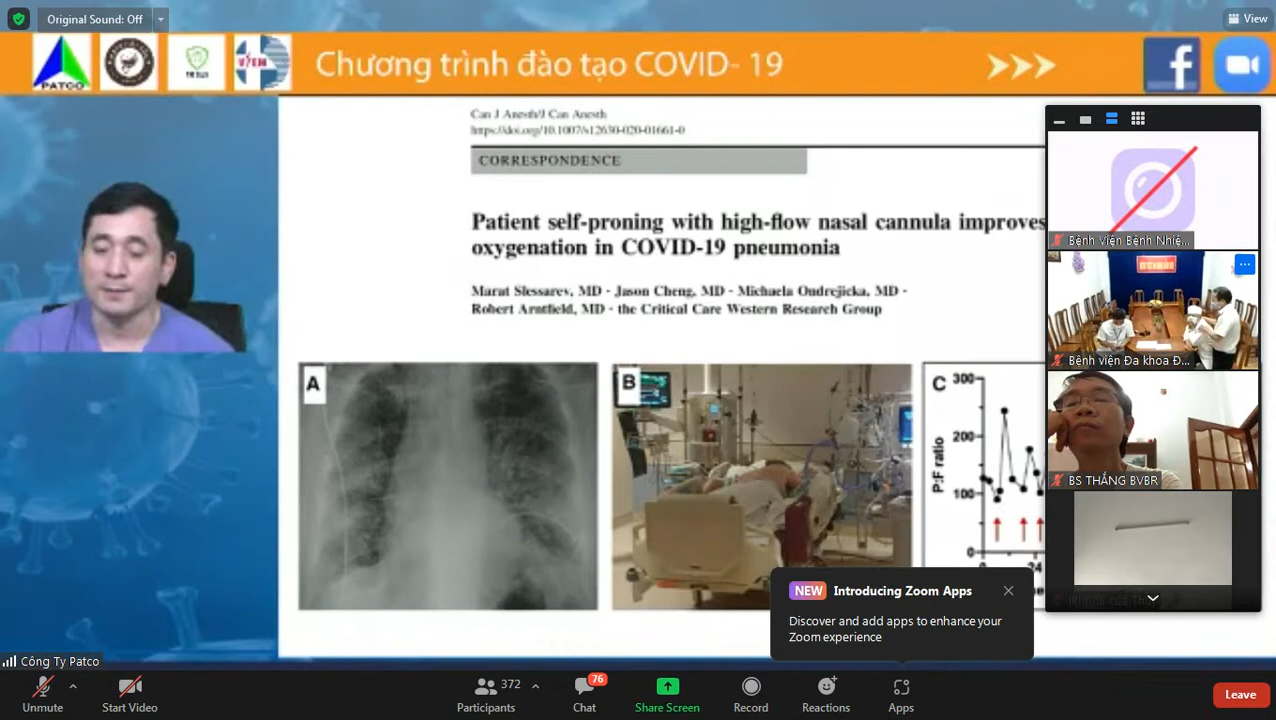 Original Sound: Off
View
PATCO
Chương trình đào tạo COVID- 19
Can J Anesth/J Can Anesth
https://doi.org/10.1007/s12630-020-01661-0
CORRESPONDENCE
Patient self-proning with high-flow nasal cannula improves
oxygenation in COVID-19 pneumonia
Marat Slessarev, MD · Jason Cheng, MD · Michaela Ondrejicka, MD ·
Robert Arntfield, MD · the Critical Care Western Research Group
A
B
C
300
200
100
0
P:F ratio
24
Bệnh Viện Bệnh Nhiệ...
Bệnh viện Đa khoa Đ...
BS THẮNG BVBR
NEW Introducing Zoom Apps
Discover and add apps to enhance your
Zoom experience
Công Ty Patco
Unmute
Start Video
372
Participants
76
Chat
Share Screen
Record
Reactions
Apps
Leave